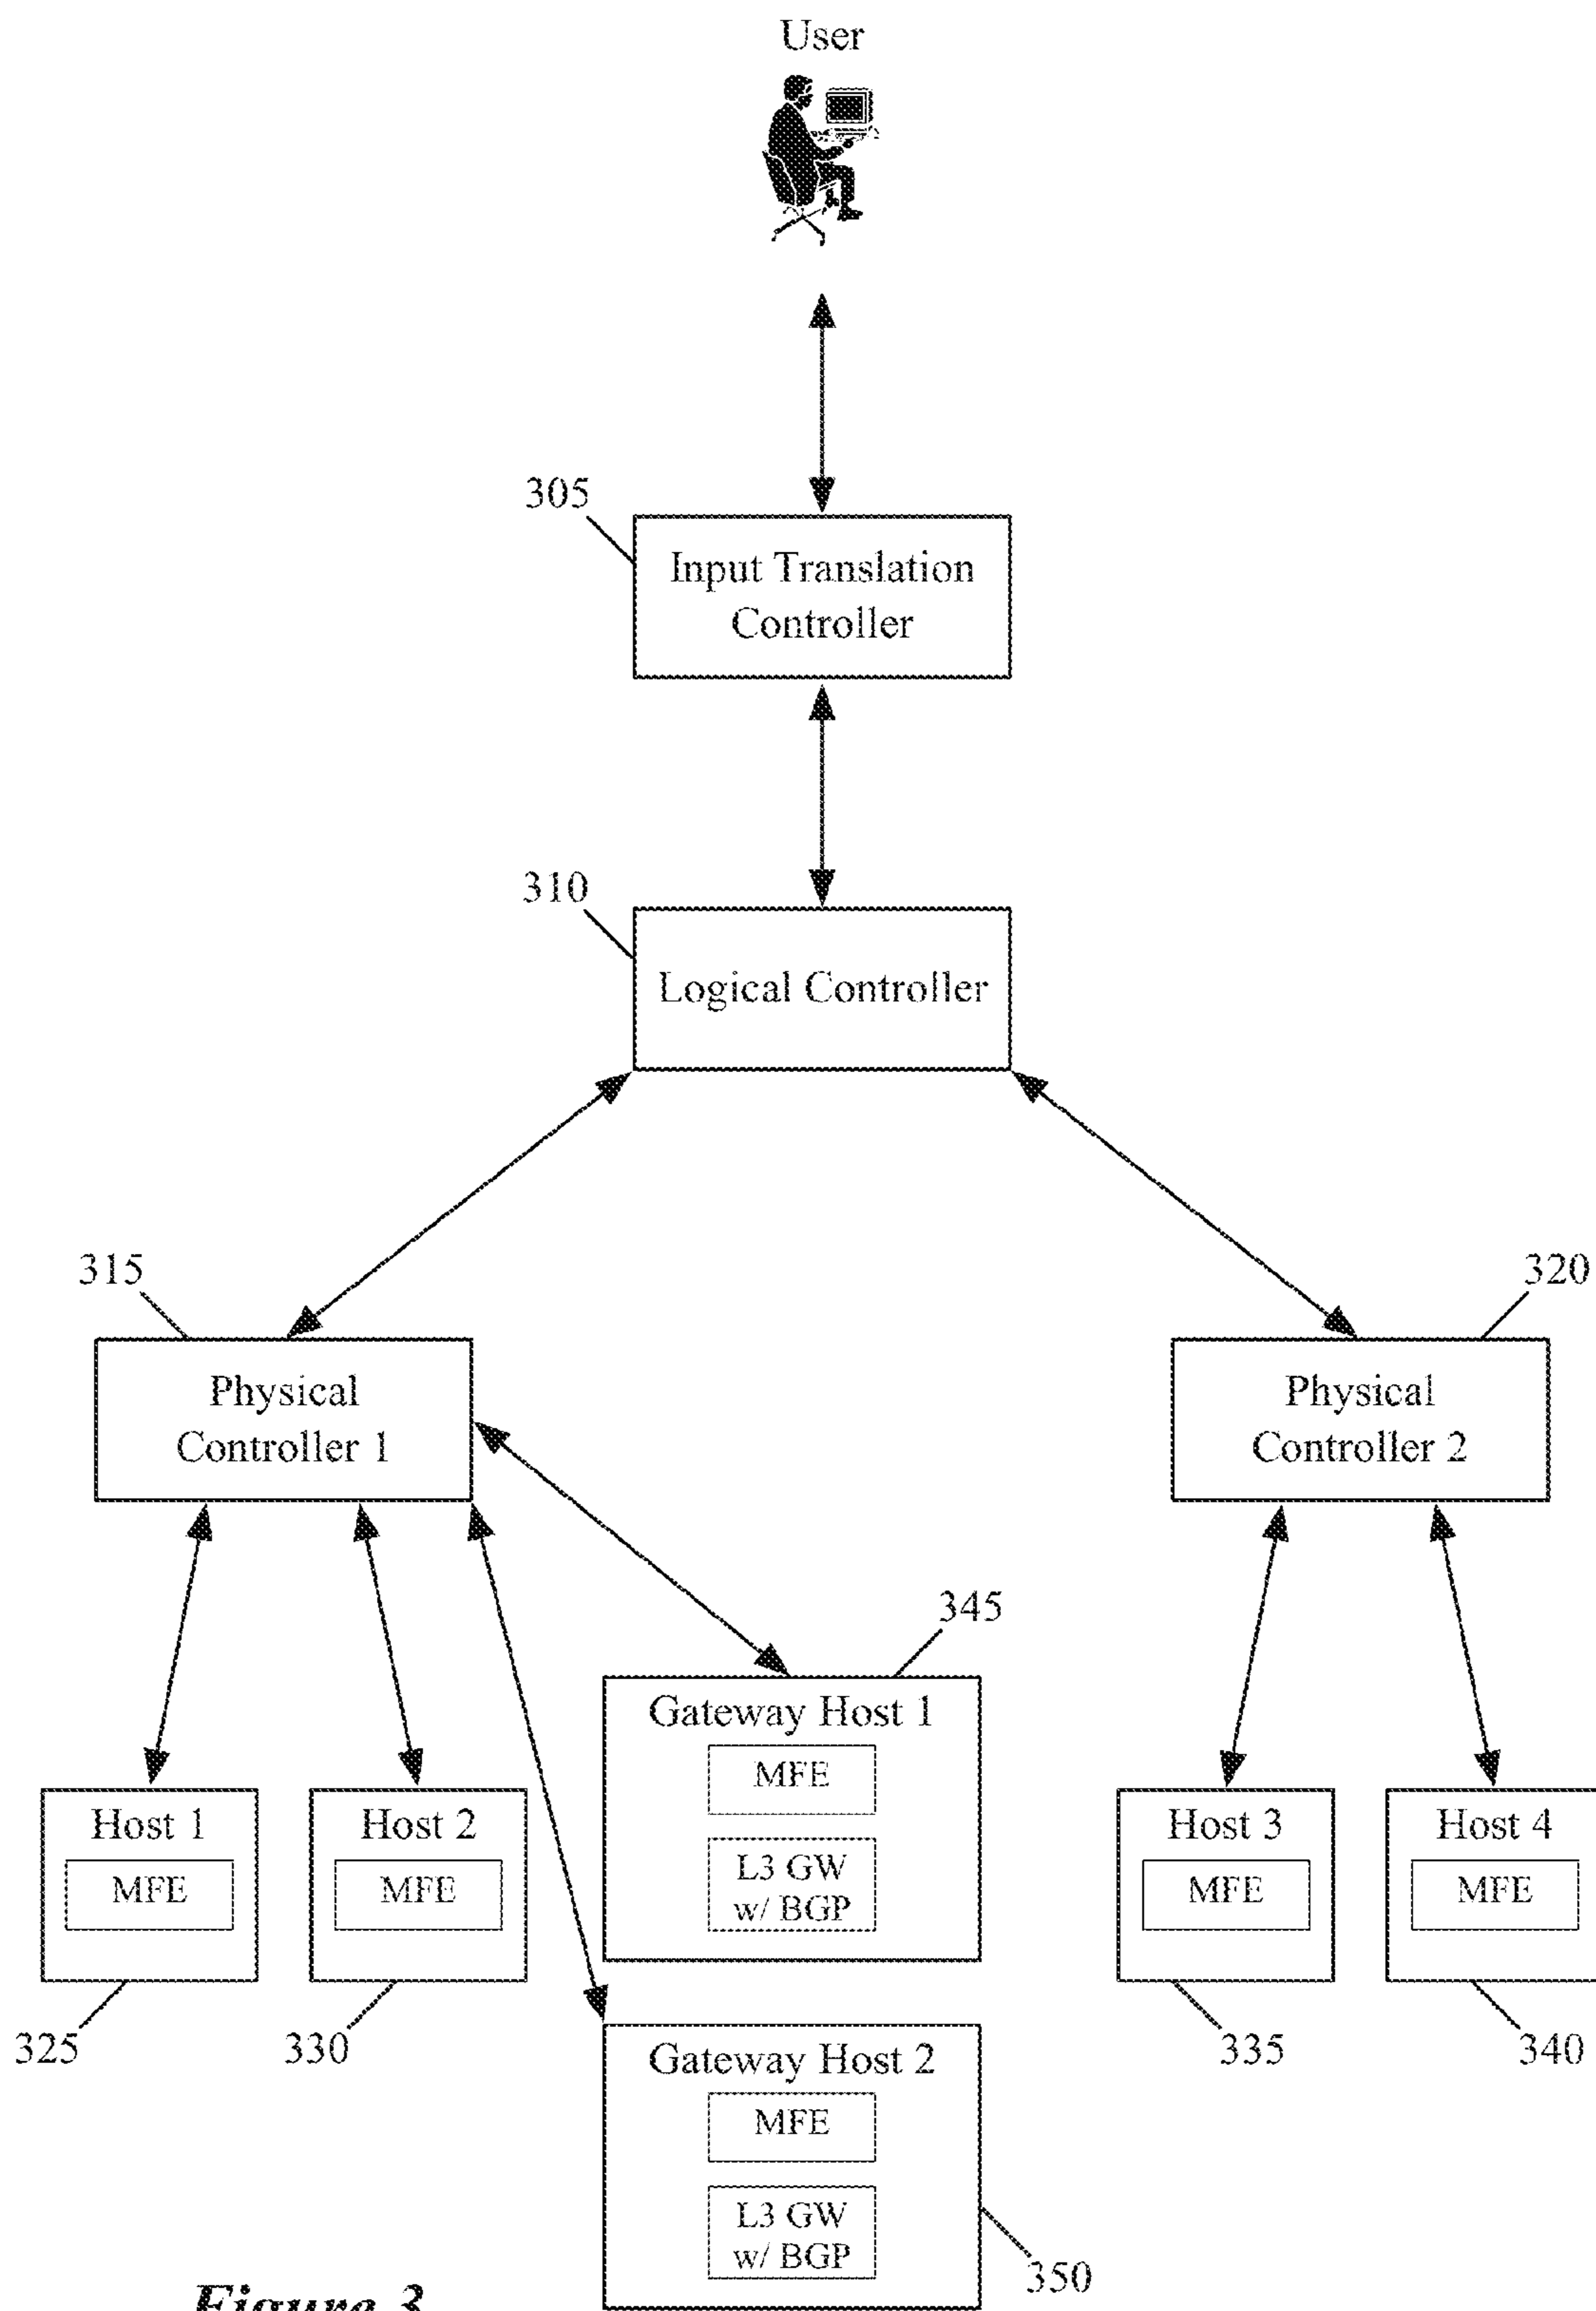 User
305
Input Translation
Controller
310
Logical Controller
315
320
Physical
Controller 1
Physical
Controller 2
345
Gateway Host 1
MFE
L3 GW
w/ BGP
Host 1
MFE
Host 2
MFE
Host 3
MFE
Host 4
MFE
325
330
335
340
Gateway Host 2
MFE
L3 GW
w/ BGP
350
Figure 3